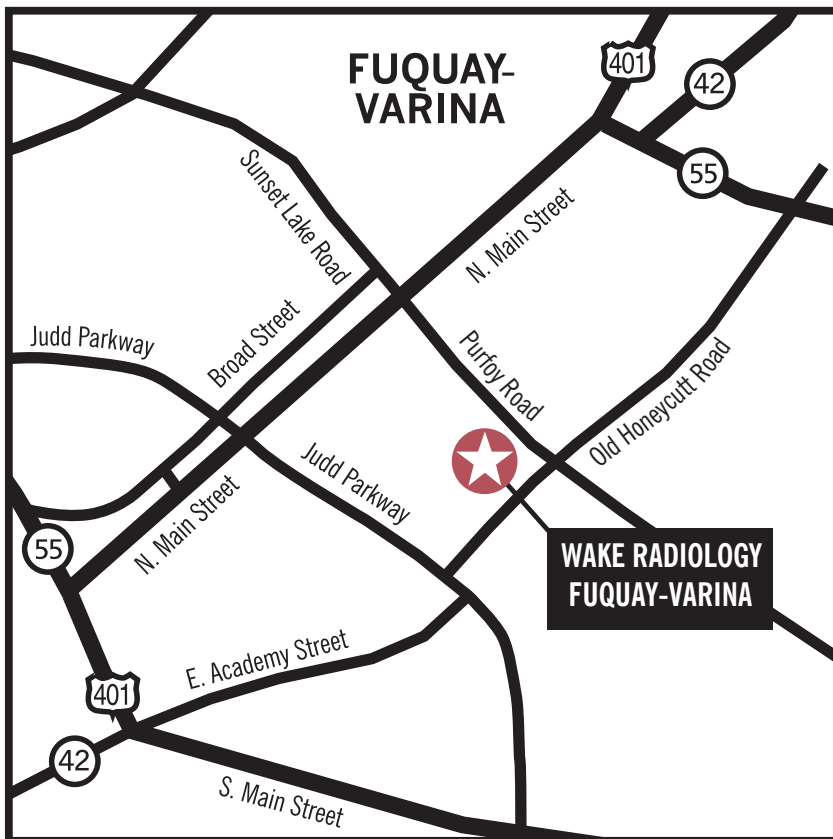 FUQUAY-
VARINA
401
42
55
Sunset Lake Road
N. Main Street
Broad Street
Judd Parkway
Purfoy Road
Old Honeycutt Road
Judd Parkway
N. Main Street
55
WAKE RADIOLOGY
FUQUAY-VARINA
E. Academy Street
401
42
S. Main Street